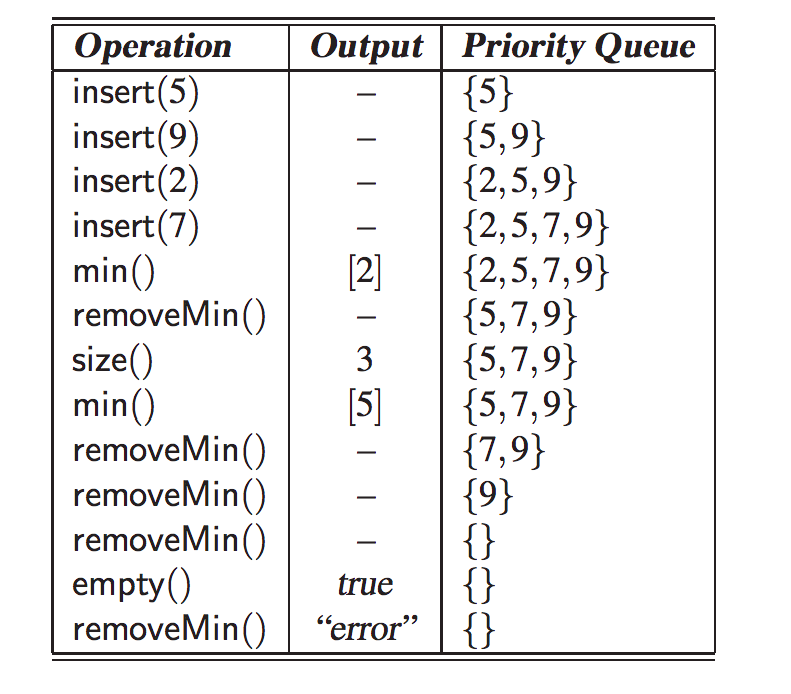 Operation Output Priority Queue
insert(5) – {5}
insert(9) – {5,9}
insert(2) – {2,5,9}
insert(7) – {2,5,7,9}
min() [2] {2,5,7,9}
removeMin() – {5,7,9}
size() 3 {5,7,9}
min() [5] {5,7,9}
removeMin() – {7,9}
removeMin() – {9}
removeMin() – {}
empty() true {}
removeMin() “error” {}